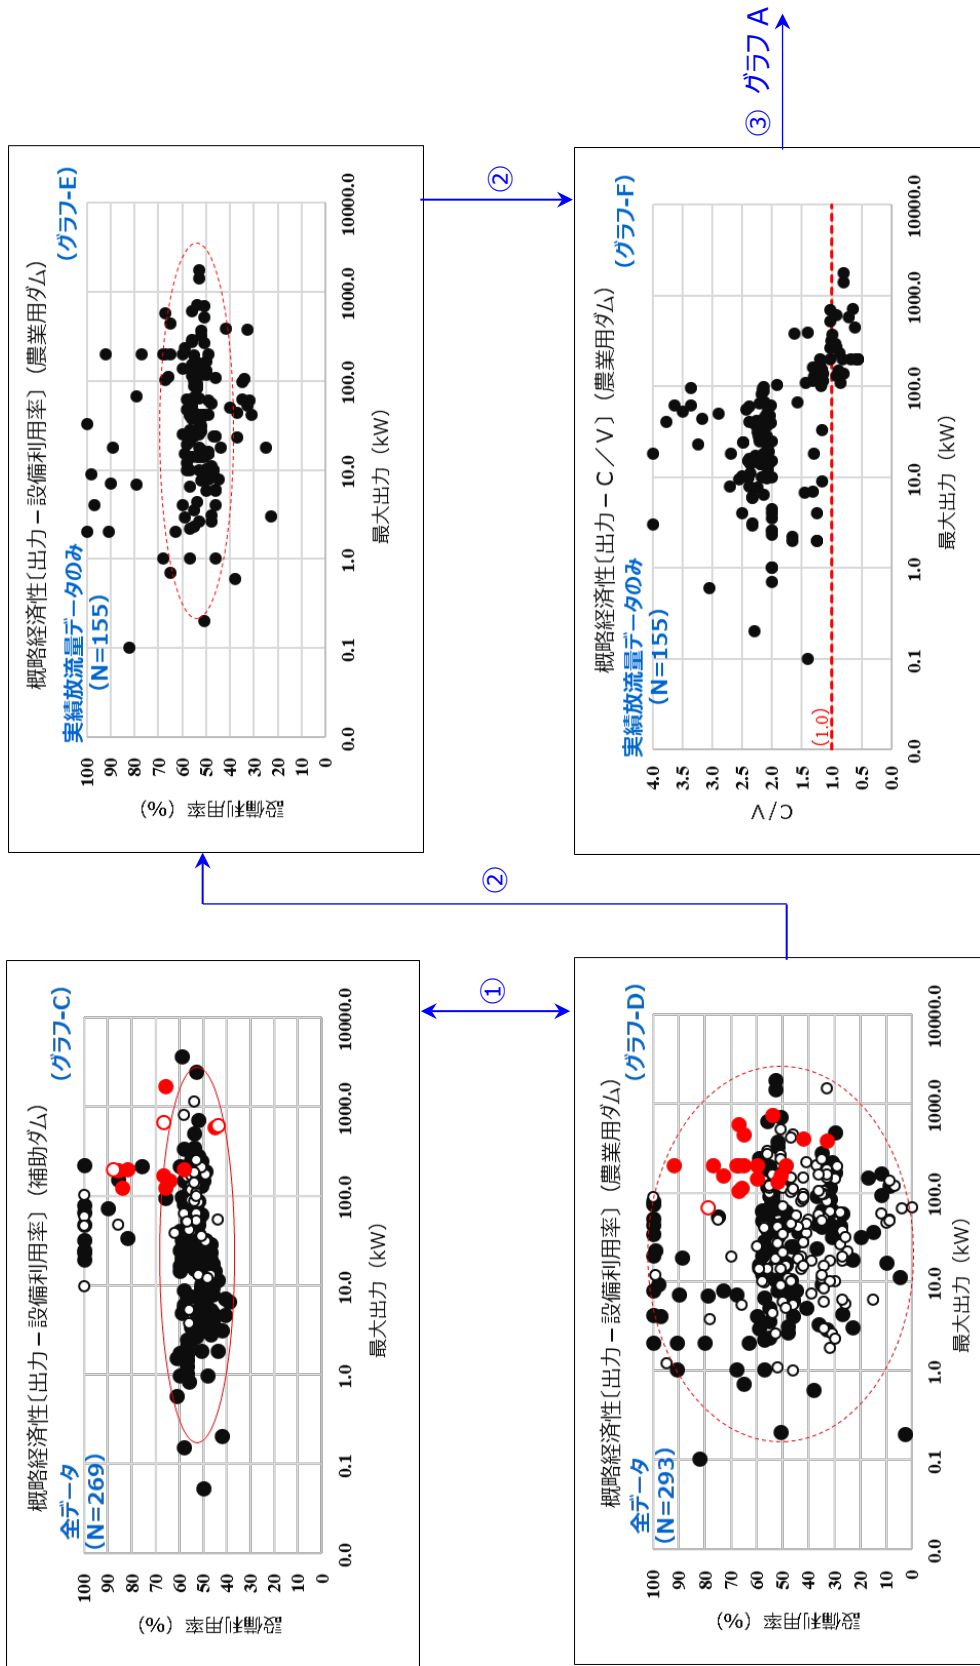 概略経済性〔出力－設備利用率〕（補助ダム）
全データ
（N=269）
（グラフ-C）
設備利用率（%）
100
90
80
70
60
50
40
30
20
10
0
0.0
0.1
1.0
10.0
100.0
1000.0
10000.0
最大出力（kW）
①
概略経済性〔出力－設備利用率〕（農業用ダム）
全データ
（N=293）
（グラフ-D）
設備利用率（%）
100
90
80
70
60
50
40
30
20
10
0
0.0
0.1
1.0
10.0
100.0
1000.0
10000.0
最大出力（kW）
②
概略経済性〔出力－設備利用率〕（農業用ダム）
実績放流量データのみ
（N=155）
（グラフ-E）
設備利用率（%）
100
90
80
70
60
50
40
30
20
10
0
0.0
0.1
1.0
10.0
100.0
1000.0
10000.0
最大出力（kW）
②
概略経済性〔出力－C／V〕（農業用ダム）
実績放流量データのみ
（N=155）
（グラフ-F）
C/V
4.0
3.5
3.0
2.5
2.0
1.5
1.0
0.5
0.0
（1.0）
0.0
0.1
1.0
10.0
100.0
1000.0
10000.0
最大出力（kW）
③ グラフ A